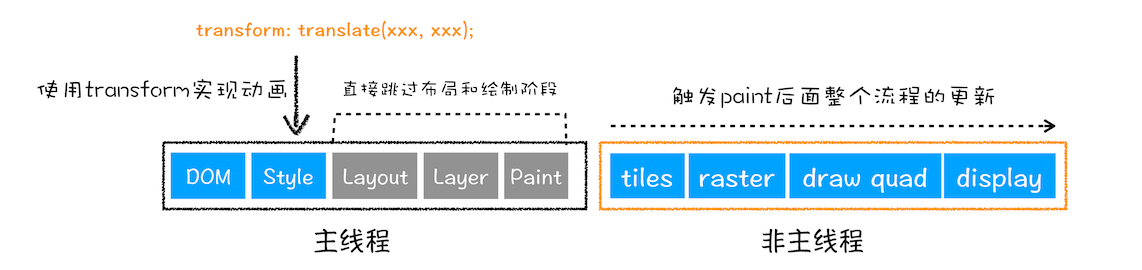 transform: translate(xxx, xxx);
使用transform实现动画
直接跳过布局和绘制阶段
触发paint后面整个流程的更新
DOM Style Layout Layer Paint
tiles raster draw quad display
主线程
非主线程